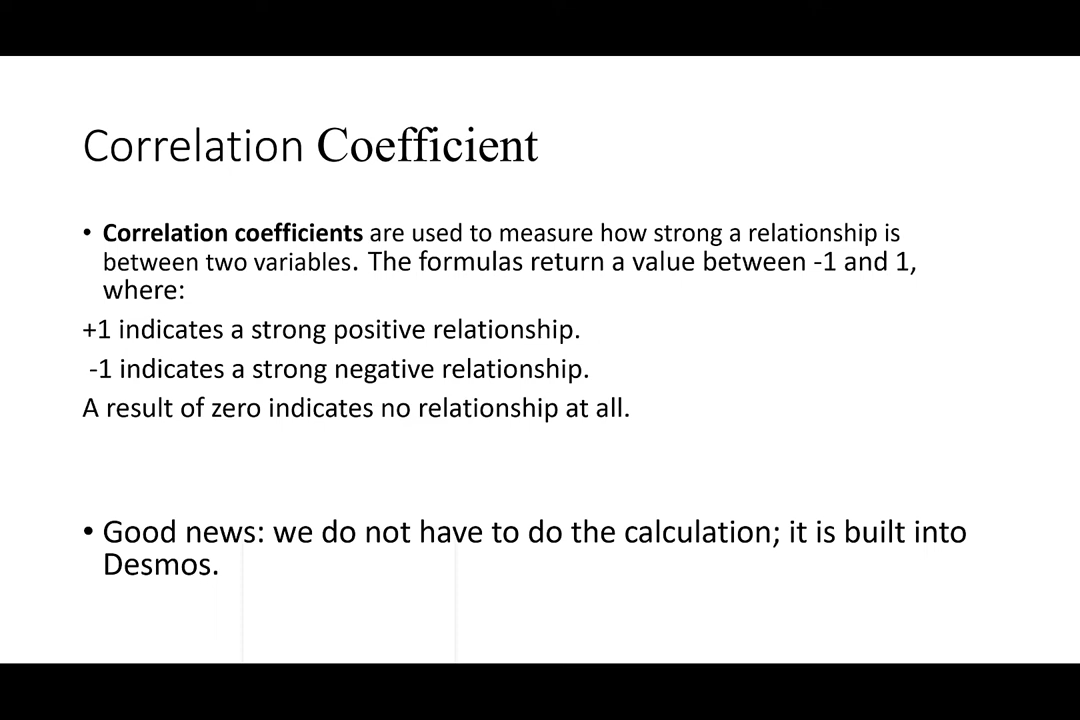 Correlation Coefficient
• Correlation coefficients are used to measure how strong a relationship is
between two variables. The formulas return a value between -1 and 1,
where:
+1 indicates a strong positive relationship.
-1 indicates a strong negative relationship.
A result of zero indicates no relationship at all.
• Good news: we do not have to do the calculation; it is built into
Desmos.